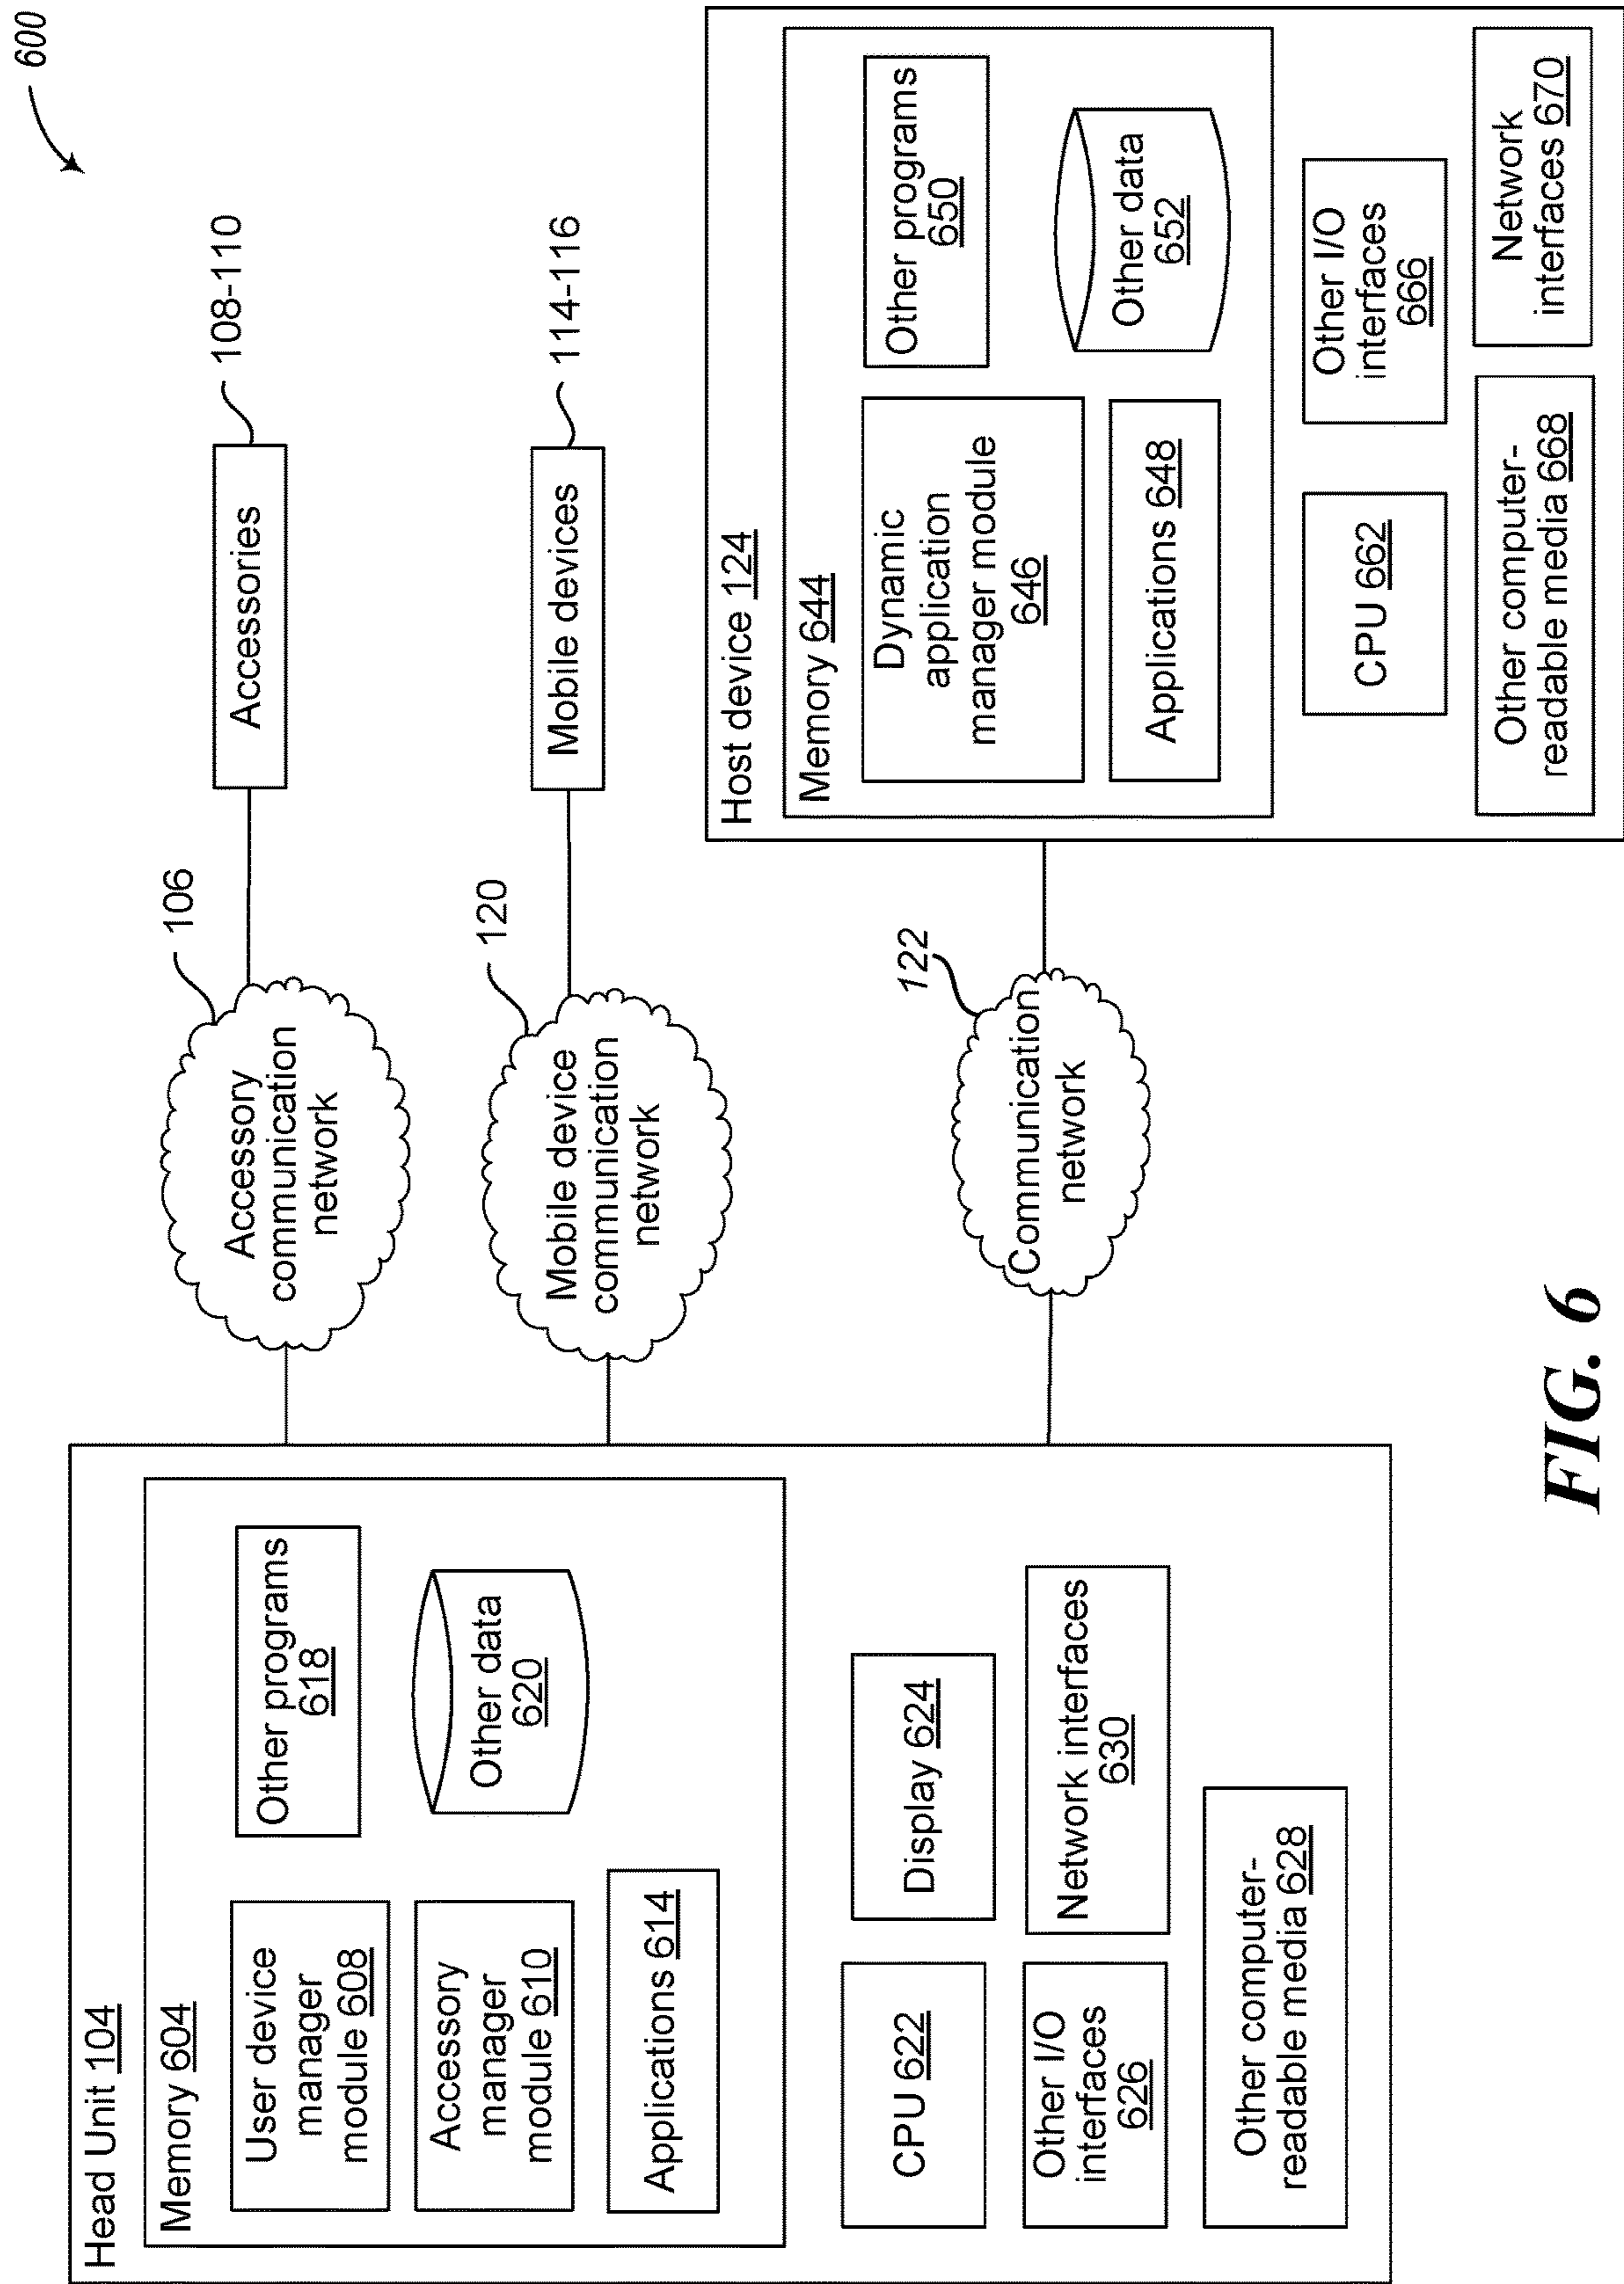 600
Head Unit 104
Memory 604
User device
manager
module 608
Other programs
618
Accessory
manager
module 610
Other data
620
Applications 614
CPU 622
Display 624
Other I/O
interfaces
626
Network interfaces
630
Other computer-
readable media 628
106
Accessory
communication
network
Accessories
108-110
120
Mobile device
communication
network
Mobile devices
114-116
122
Communication
network
Host device 124
Memory 644
Dynamic
application
manager module
646
Other programs
650
Applications 648
Other data
652
CPU 662
Other I/O
interfaces
666
Other computer-
readable media 668
Network
interfaces 670
FIG. 6